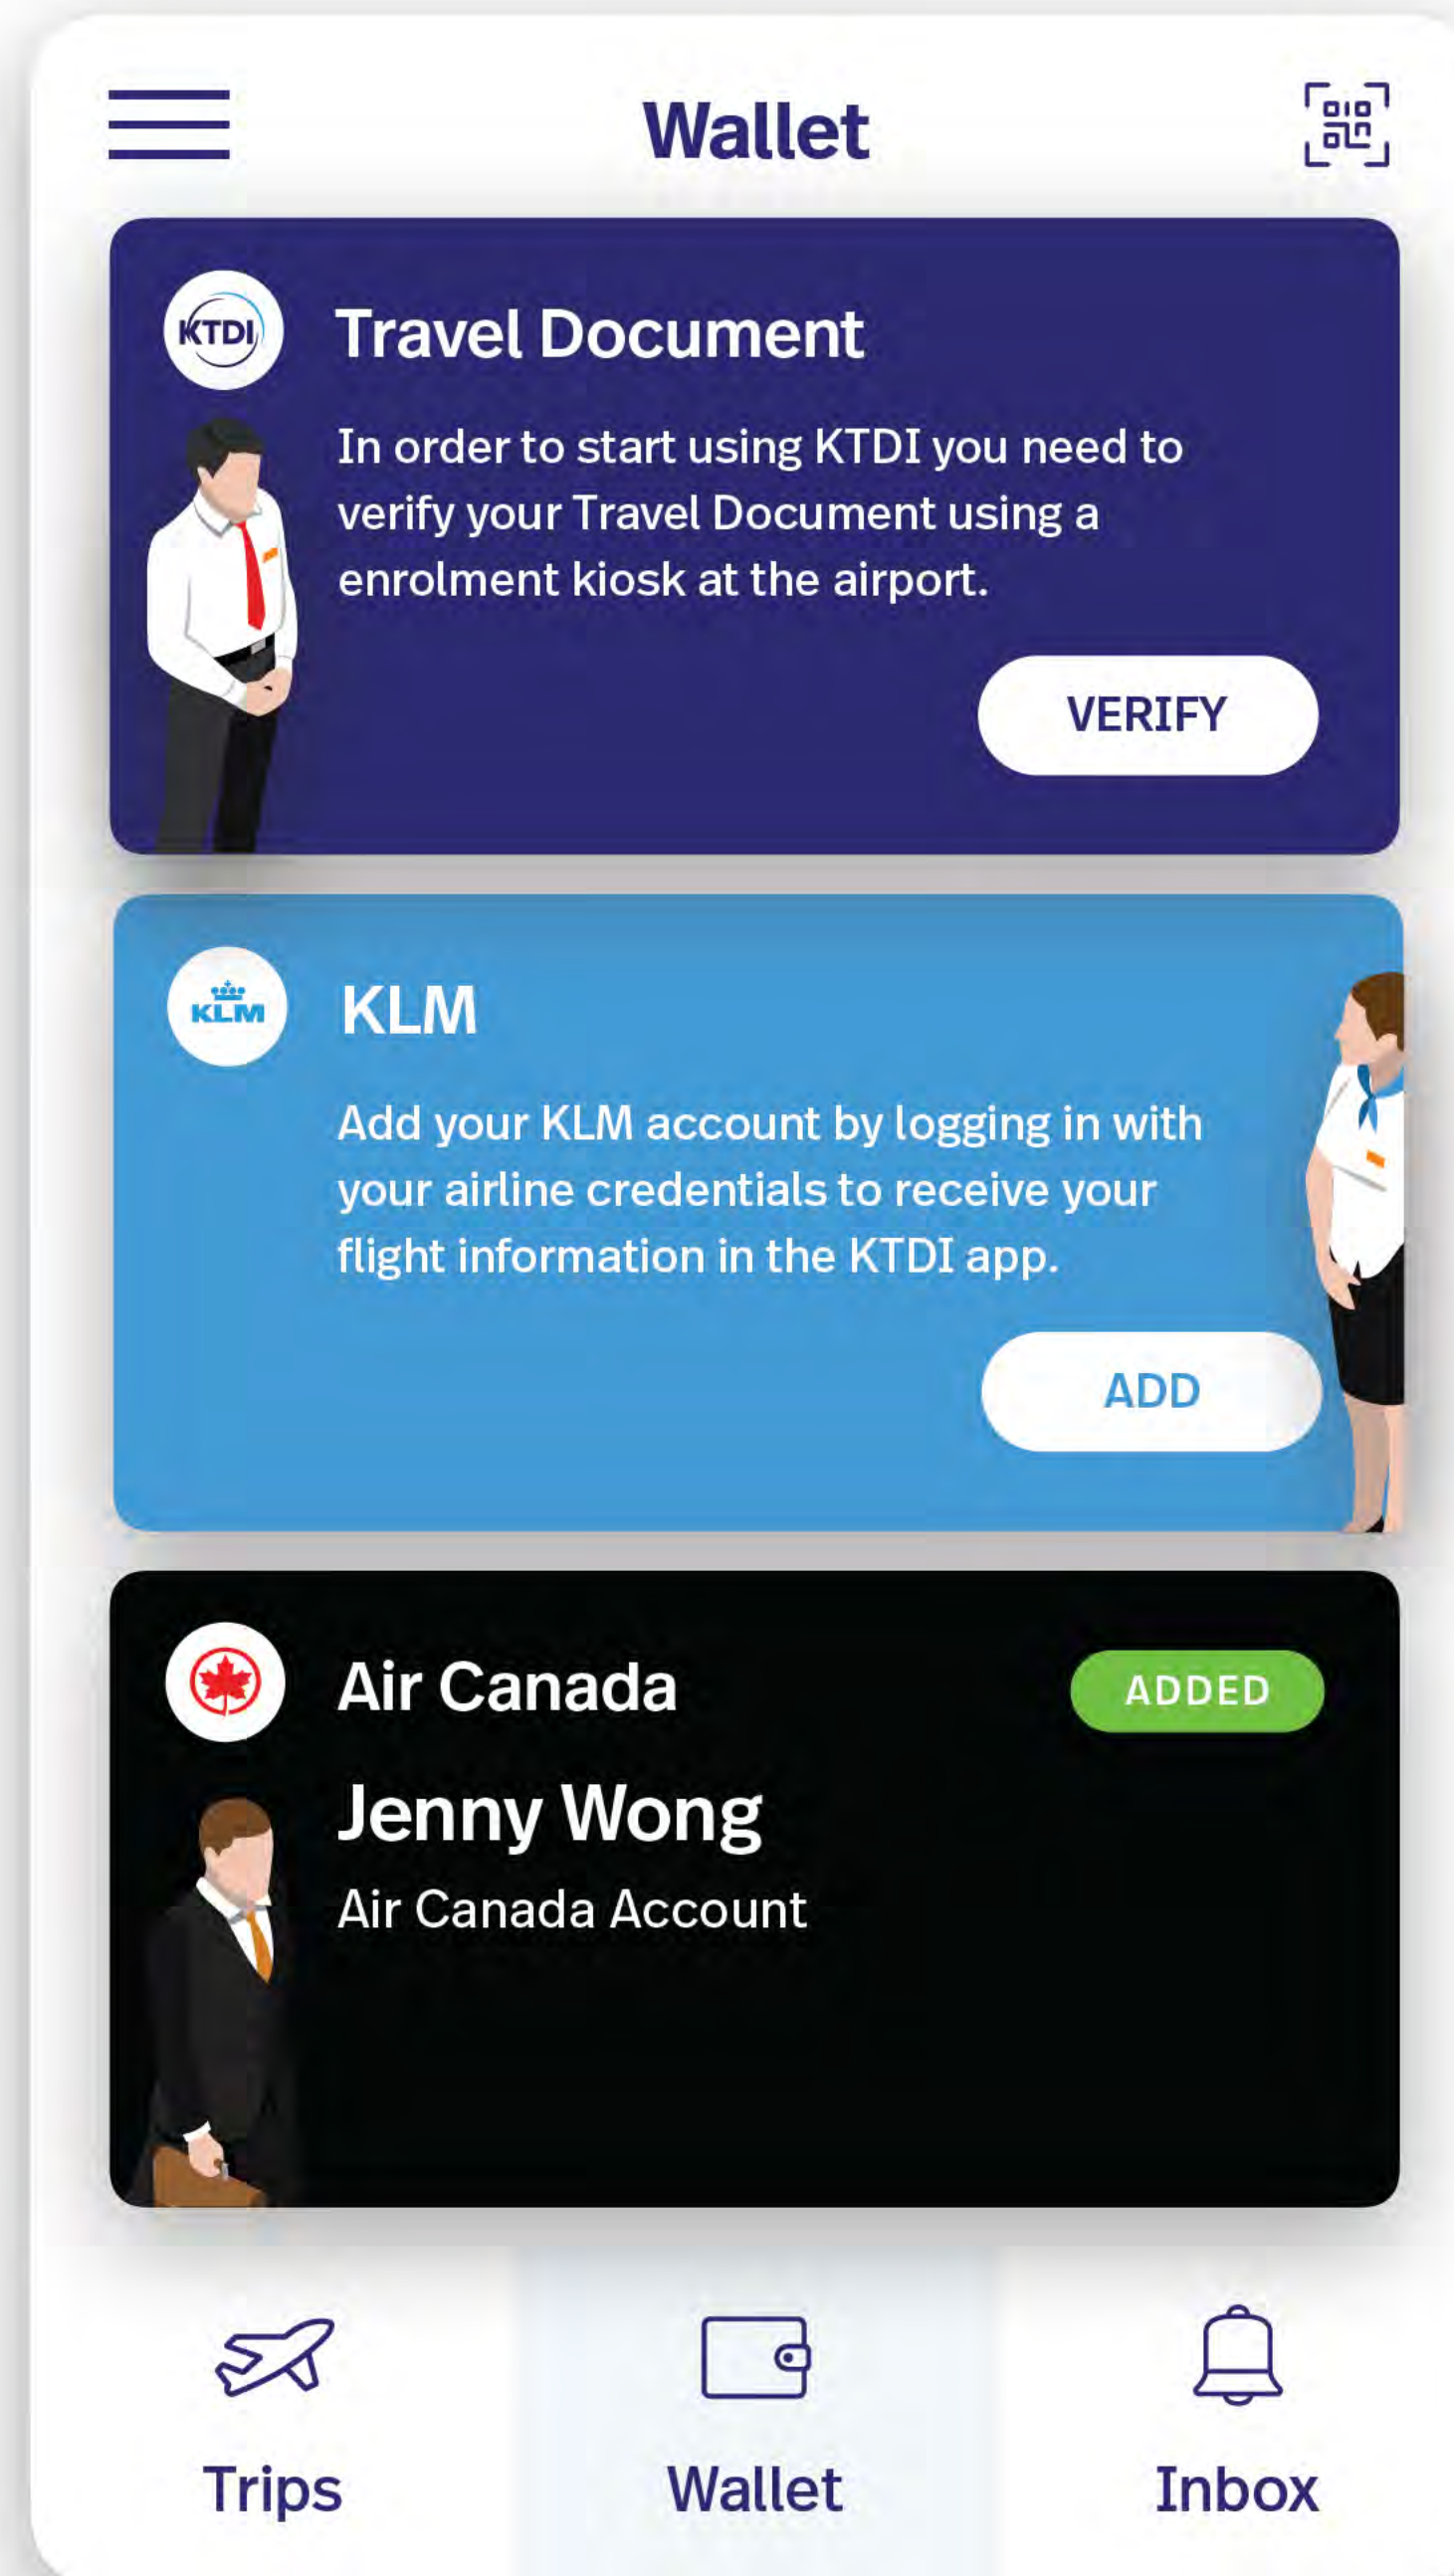 Wallet
KTDI
Travel Document
In order to start using KTDI you need to
verify your Travel Document using a
enrolment kiosk at the airport.
VERIFY
KLM
KLM
Add your KLM account by logging in with
your airline credentials to receive your
flight information in the KTDI app.
ADD
Air Canada
ADDED
Jenny Wong
Air Canada Account
Trips
Wallet
Inbox